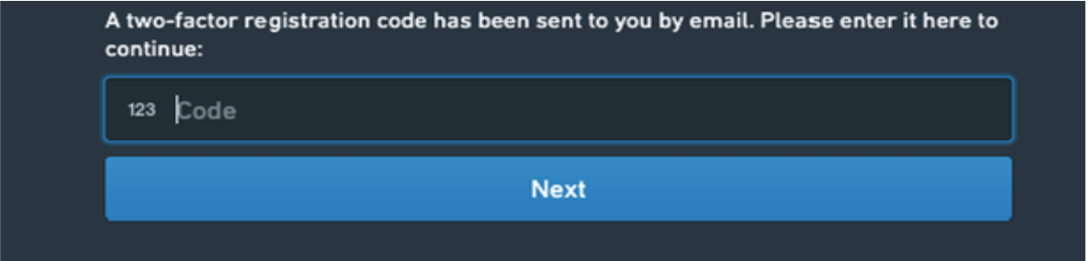 A two-factor registration code has been sent to you by email. Please enter it here to
continue:
123 Code
Next